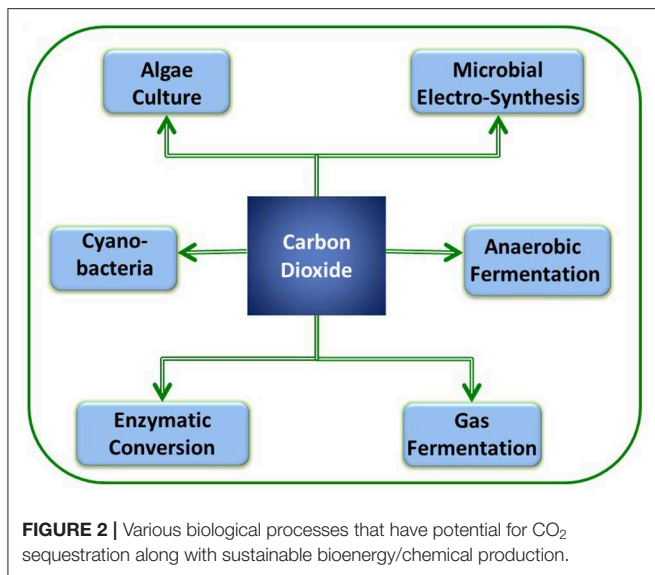 Algae
Culture
Microbial
Electro-Synthesis
Cyano-
bacteria
Carbon
Dioxide
Anaerobic
Fermentation
Enzymatic
Conversion
Gas
Fermentation
FIGURE 2 | Various biological processes that have potential for CO₂
sequestration along with sustainable bioenergy/chemical production.